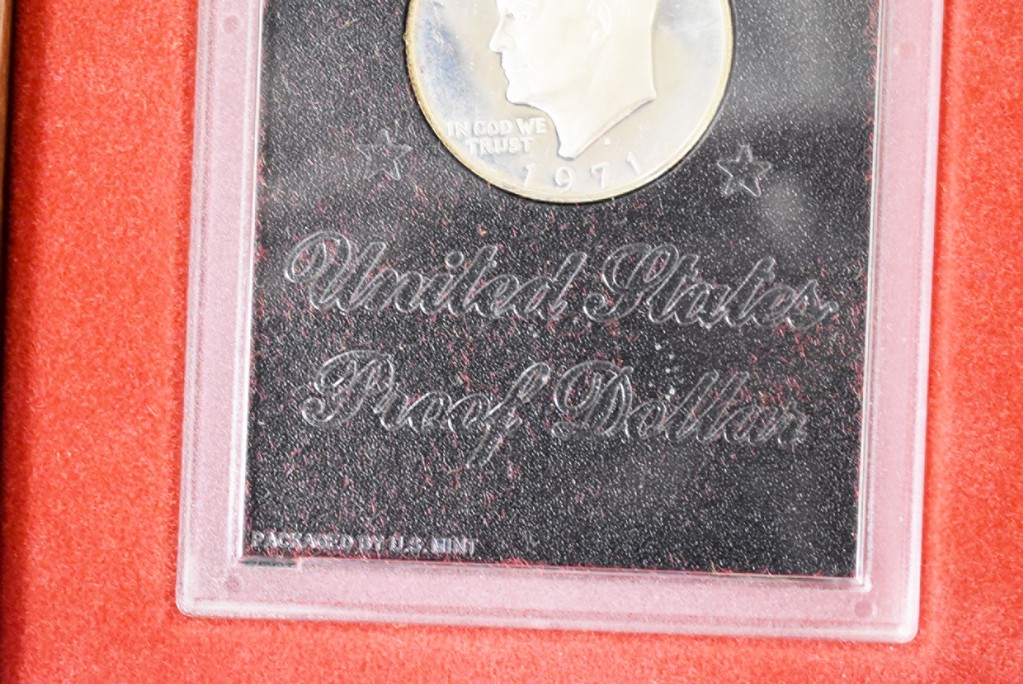 IN GOD WE
TRUST
1971
United States
Proof Dollar
PACKAGED BY U.S. MINT